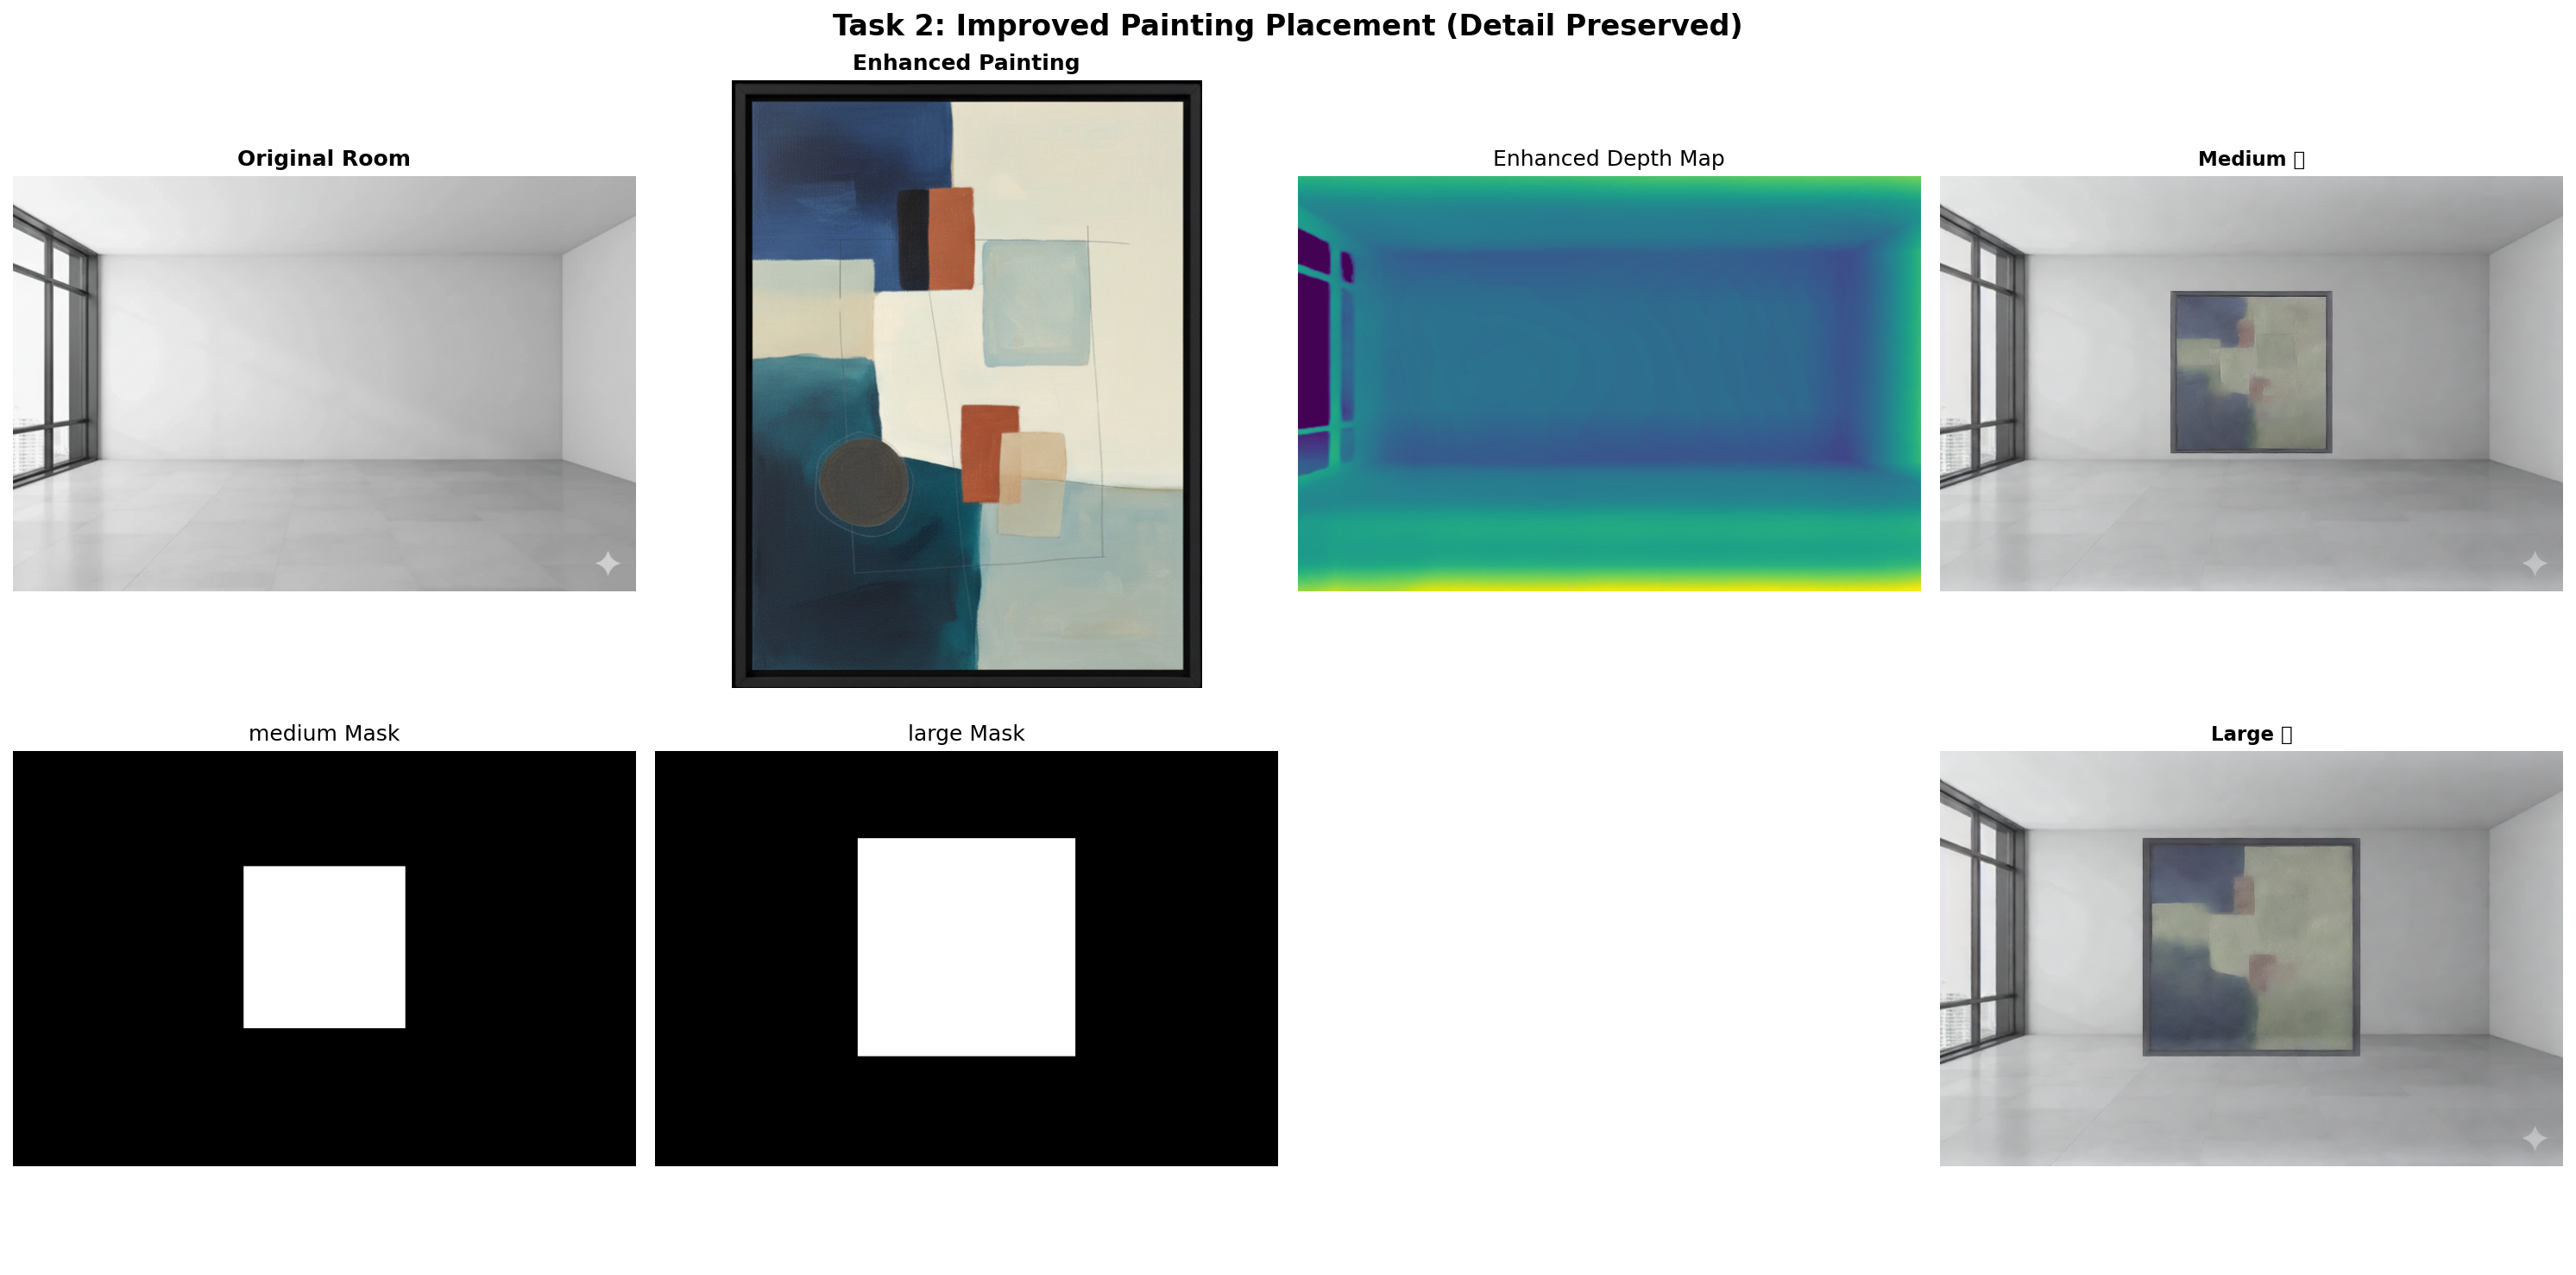 Task 2: Improved Painting Placement (Detail Preserved)
Enhanced Painting
Original Room
Enhanced Depth Map
Medium
medium Mask
large Mask
Large